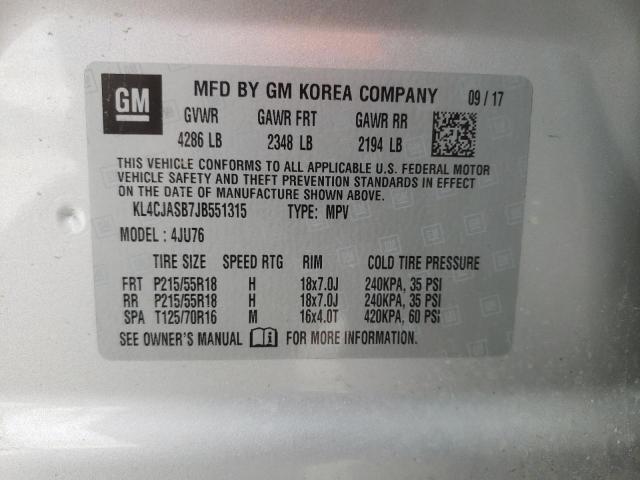 GM MFD BY GM KOREA COMPANY 09 / 17
GVWR GAWR FRT GAWR RR
4286 LB 2348 LB 2194 LB
THIS VEHICLE CONFORMS TO ALL APPLICABLE U.S. FEDERAL MOTOR
VEHICLE SAFETY AND THEFT PREVENTION STANDARDS IN EFFECT
ON THE DATE OF MANUFACTURE SHOWN ABOVE.
KL4CJASB7JB551315 TYPE: MPV
MODEL : 4JU76
TIRE SIZE SPEED RTG RIM COLD TIRE PRESSURE
FRT P215/55R18 H 18x7.0J 240KPA, 35 PSI
RR P215/55R18 H 18x7.0J 240KPA, 35 PSI
SPA T125/70R16 M 16x4.0T 420KPA, 60 PSI
SEE OWNER'S MANUAL FOR MORE INFORMATION.